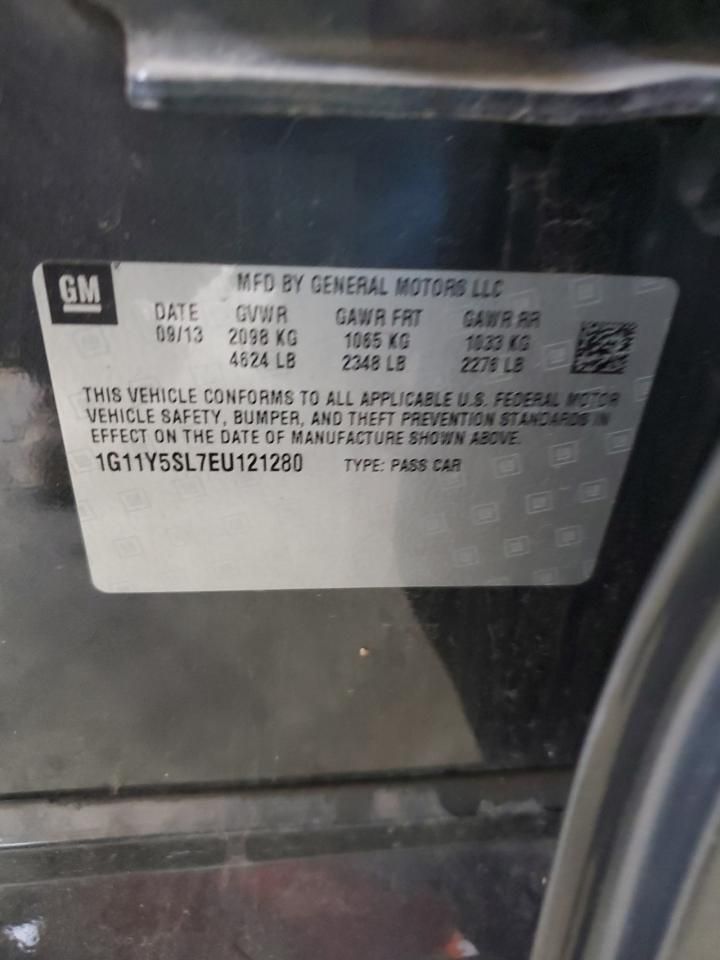 GM
MFD BY GENERAL MOTORS LLC
DATE GVWR GAWR FRT GAWR RR
09/13 2098 KG 1065 KG 1033 KG
4624 LB 2348 LB 2276 LB
THIS VEHICLE CONFORMS TO ALL APPLICABLE U.S. FEDERAL MOTOR
VEHICLE SAFETY, BUMPER, AND THEFT PREVENTION STANDARDS IN
EFFECT ON THE DATE OF MANUFACTURE SHOWN ABOVE.
1G11Y5SL7EU121280 TYPE: PASS CAR